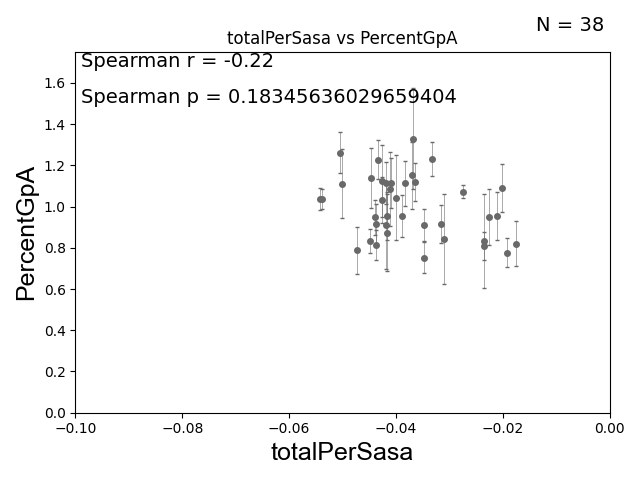 N = 38
totalPerSasa vs PercentGpA
Spearman r = -0.22
Spearman p = 0.18345636029659404
PercentGpA
1.6
1.4
1.2
1.0
0.8
0.6
0.4
0.2
0.0
−0.10 −0.08 −0.06 −0.04 −0.02 0.00
totalPerSasa